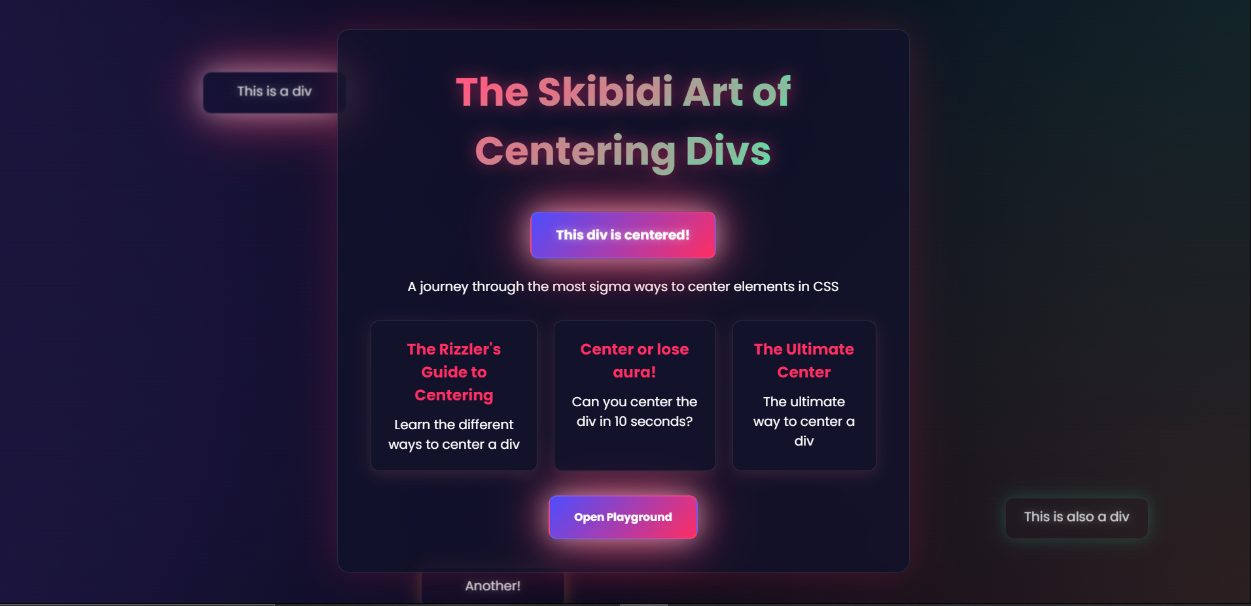 This is a div
The Skibidi Art of
Centering Divs
This div is centered!
A journey through the most sigma ways to center elements in CSS
The Rizzler's
Guide to
Centering
Learn the different
ways to center a div
Center or lose
aura!
Can you center the
div in 10 seconds?
The Ultimate
Center
The ultimate
way to center a
div
Open Playground
This is also a div
Another!